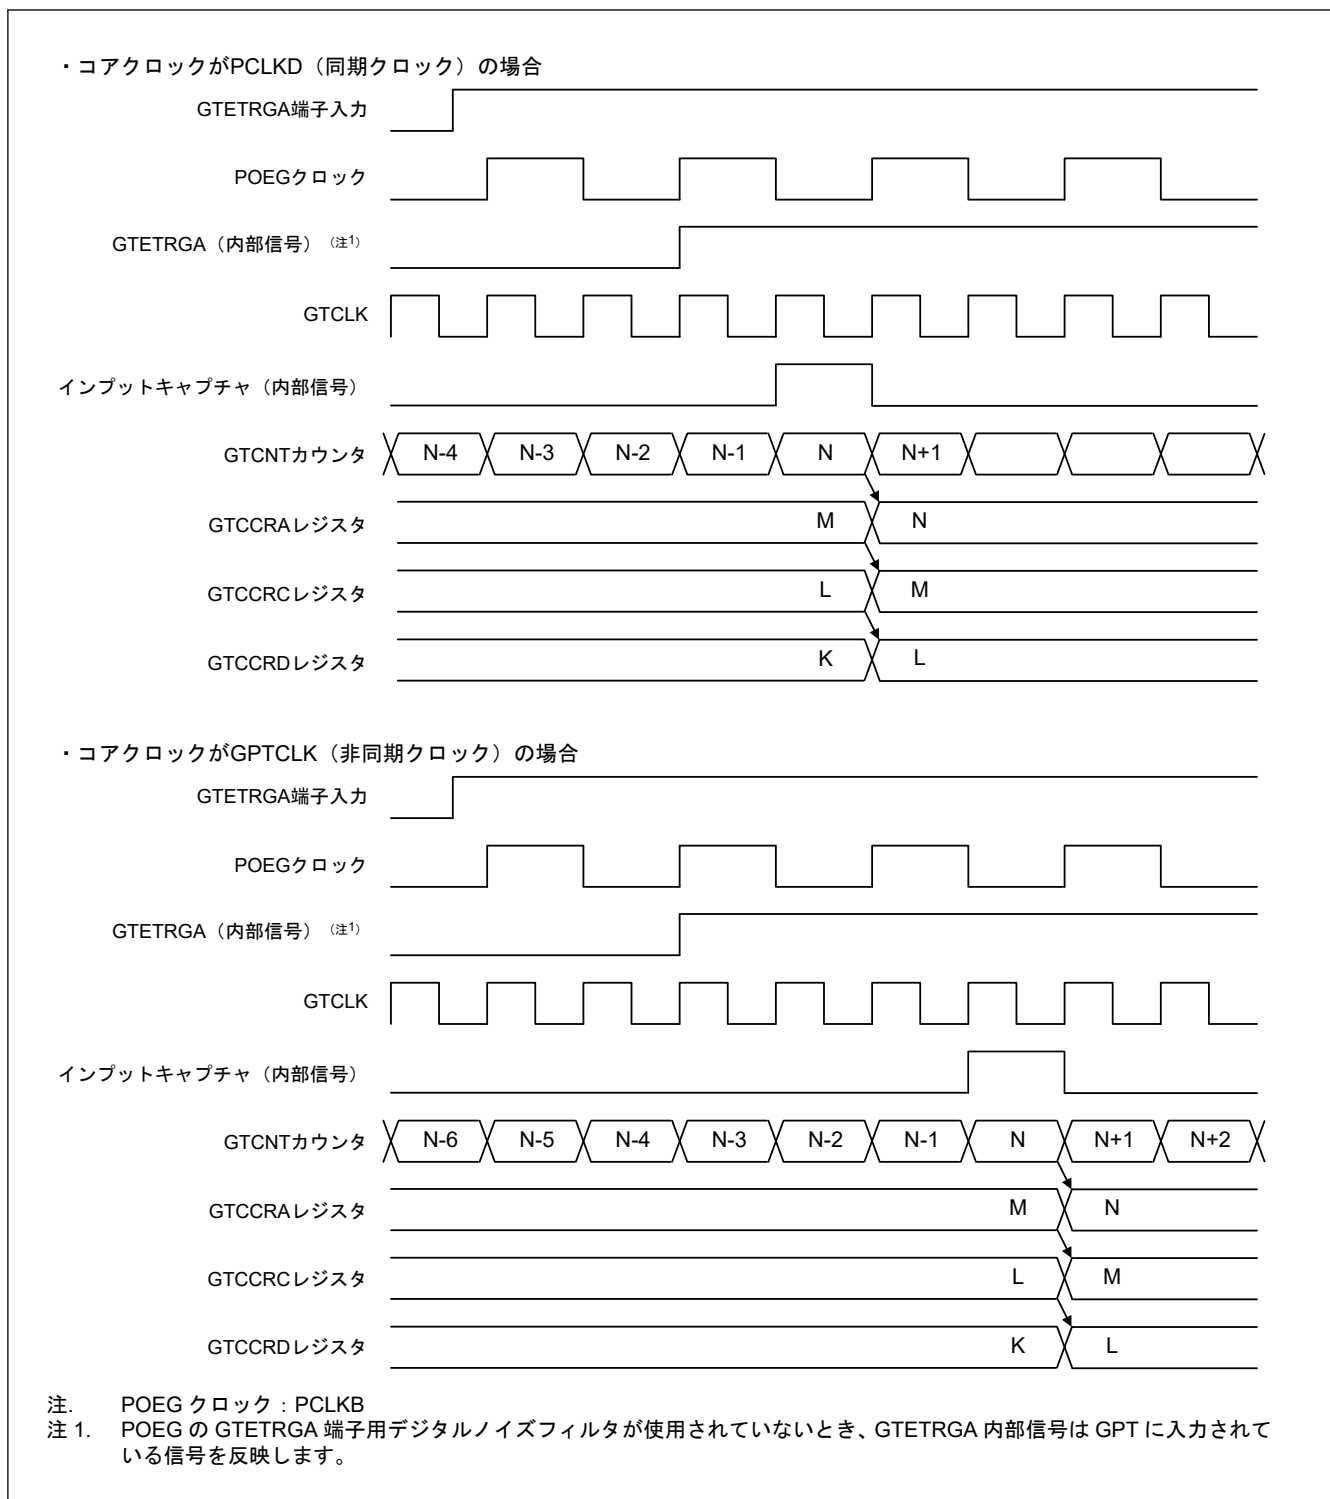 ・コアクロックがPCLKD（同期クロック）の場合
GTETRGA端子入力
POEGクロック
GTETRGA（内部信号）（注1）
GTCLK
インプットキャプチャ（内部信号）
GTCNTカウンタ N-4 N-3 N-2 N-1 N N+1
GTCCRAレジスタ M N
GTCCRCレジスタ L M
GTCCRDレジスタ K L
・コアクロックがGPTCLK（非同期クロック）の場合
GTETRGA端子入力
POEGクロック
GTETRGA（内部信号）（注1）
GTCLK
インプットキャプチャ（内部信号）
GTCNTカウンタ N-6 N-5 N-4 N-3 N-2 N-1 N N+1 N+2
GTCCRAレジスタ M N
GTCCRCレジスタ L M
GTCCRDレジスタ K L
注. POEG クロック：PCLKB
注 1. POEG の GTETRGA 端子用デジタルノイズフィルタが使用されていないとき、GTETRGA 内部信号は GPT に入力されて
いる信号を反映します。